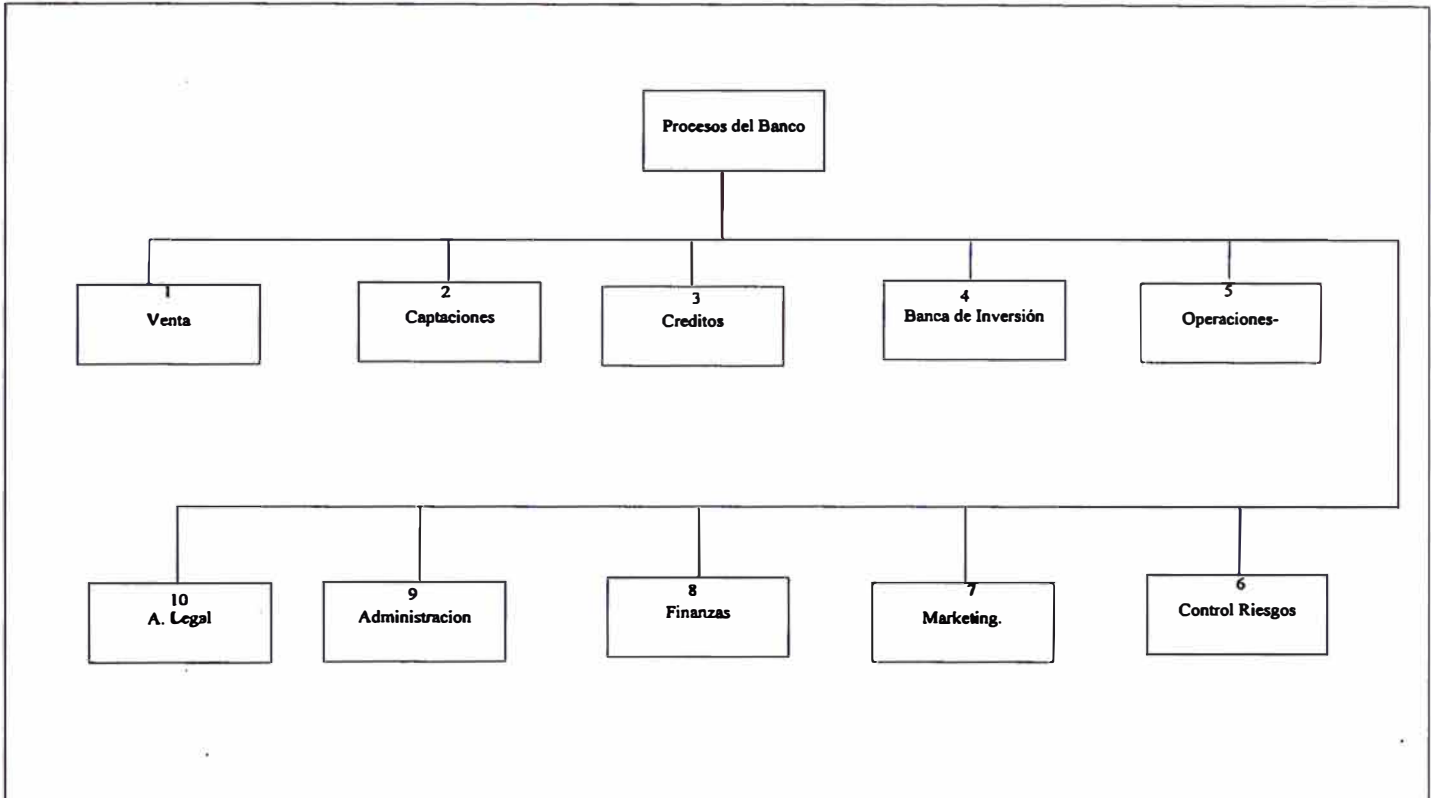 Procesos del Banco
1
Venta
2
Captaciones
3
Creditos
4
Banca de Inversión
5
Operaciones-
10
A. Legal
9
Administracion
8
Finanzas
7
Marketing.
6
Control Riesgos